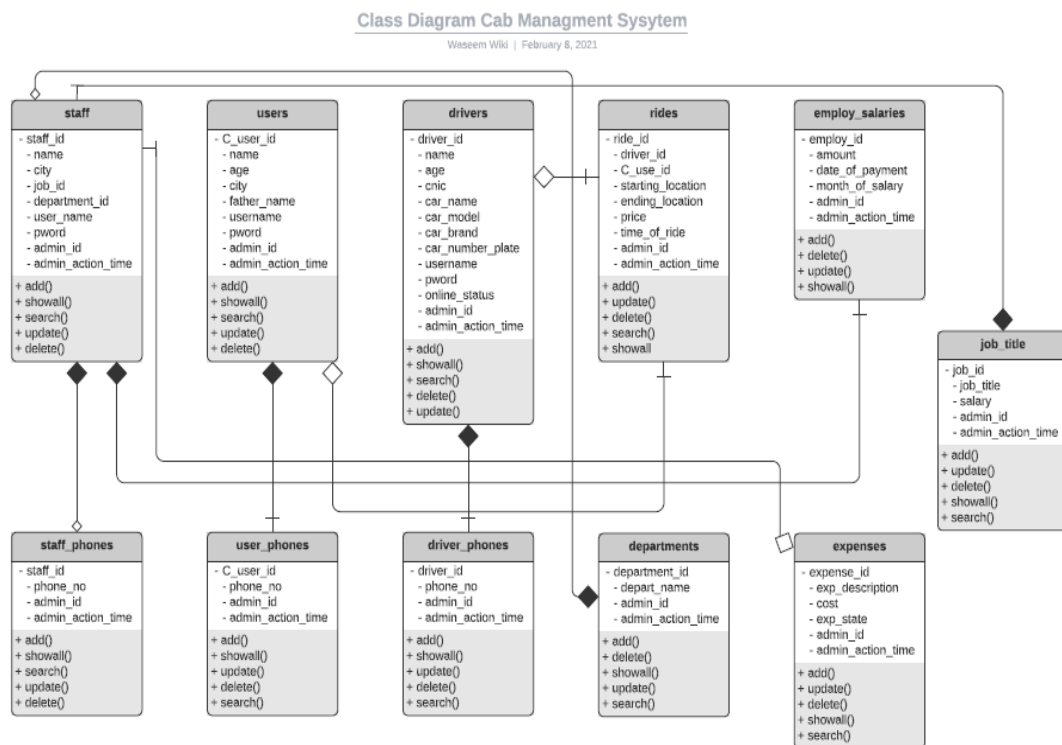 Class Diagram Cab Managment Sysytem
Waseem Wiki | February 8, 2021
staff
- staff_id
- name
- city
- job_id
- department_id
- user_name
- pword
- admin_id
- admin_action_time
+ add()
+ showall()
+ search()
+ update()
+ delete()
users
- C_user_id
- name
- age
- city
- father_name
- username
- pword
- admin_id
- admin_action_time
+ add()
+ showall()
+ search()
+ update()
+ delete()
drivers
- driver_id
- name
- age
- cnic
- car_name
- car_model
- car_brand
- car_number_plate
- username
- pword
- online_status
- admin_id
- admin_action_time
+ add()
+ showall()
+ search()
+ delete()
+ update()
rides
- ride_id
- driver_id
- C_use_id
- starting_location
- ending_location
- price
- time_of_ride
- admin_id
- admin_action_time
+ add()
+ update()
+ delete()
+ search()
+ showall
employ_salaries
- employ_id
- amount
- date_of_payment
- month_of_salary
- admin_id
- admin_action_time
+ add()
+ delete()
+ update()
+ showall()
job_title
- job_id
- job_title
- salary
- admin_id
- admin_action_time
+ add()
+ update()
+ delete()
+ showall()
+ search()
staff_phones
- staff_id
- phone_no
- admin_id
- admin_action_time
+ add()
+ showall()
+ search()
+ update()
+ delete()
user_phones
- C_user_id
- phone_no
- admin_id
- admin_action_time
+ add()
+ showall()
+ update()
+ delete()
+ search()
driver_phones
- driver_id
- phone_no
- admin_id
- admin_action_time
+ add()
+ showall()
+ update()
+ delete()
+ search()
departments
- department_id
- depart_name
- admin_id
- admin_action_time
+ add()
+ delete()
+ showall()
+ update()
+ search()
expenses
- expense_id
- exp_description
- cost
- exp_state
- admin_id
- admin_action_time
+ add()
+ update()
+ delete()
+ showall()
+ search()